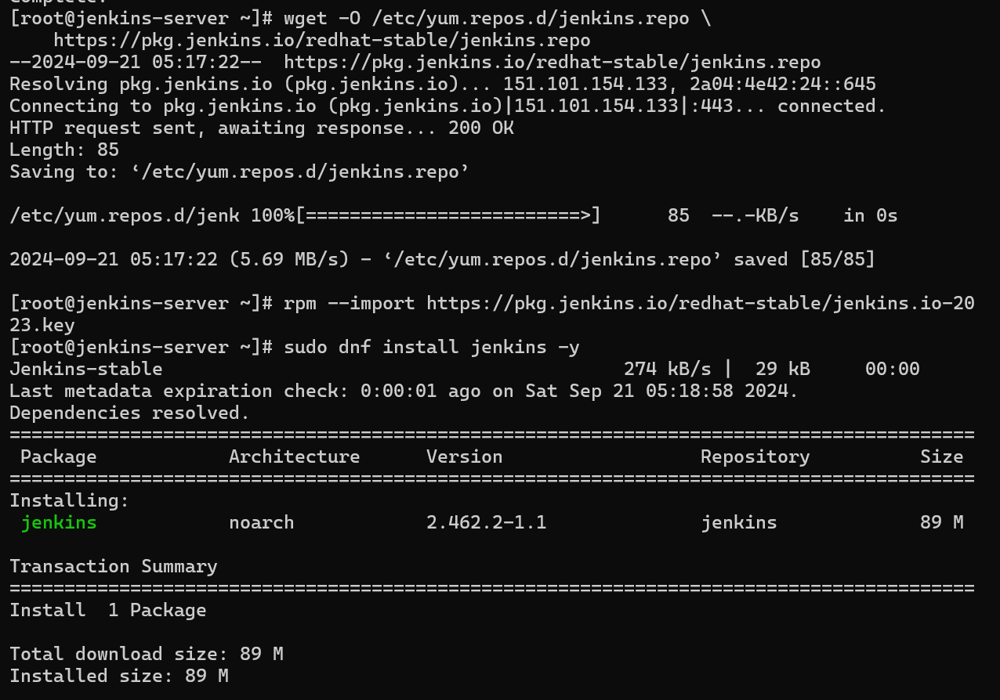 Complete!
[root@jenkins-server ~]# wget -O /etc/yum.repos.d/jenkins.repo \
    https://pkg.jenkins.io/redhat-stable/jenkins.repo
--2024-09-21 05:17:22--  https://pkg.jenkins.io/redhat-stable/jenkins.repo
Resolving pkg.jenkins.io (pkg.jenkins.io)... 151.101.154.133, 2a04:4e42:24::645
Connecting to pkg.jenkins.io (pkg.jenkins.io)|151.101.154.133|:443... connected.
HTTP request sent, awaiting response... 200 OK
Length: 85
Saving to: ‘/etc/yum.repos.d/jenkins.repo’
/etc/yum.repos.d/jenk 100%[=========================>]      85  --.-KB/s    in 0s
2024-09-21 05:17:22 (5.69 MB/s) - ‘/etc/yum.repos.d/jenkins.repo’ saved [85/85]
[root@jenkins-server ~]# rpm --import https://pkg.jenkins.io/redhat-stable/jenkins.io-20
23.key
[root@jenkins-server ~]# sudo dnf install jenkins -y
Jenkins-stable                                          274 kB/s |  29 kB     00:00
Last metadata expiration check: 0:00:01 ago on Sat Sep 21 05:18:58 2024.
Dependencies resolved.
========================================================================================
 Package            Architecture      Version                  Repository          Size
========================================================================================
Installing:
 jenkins            noarch            2.462.2-1.1              jenkins             89 M
Transaction Summary
========================================================================================
Install  1 Package
Total download size: 89 M
Installed size: 89 M